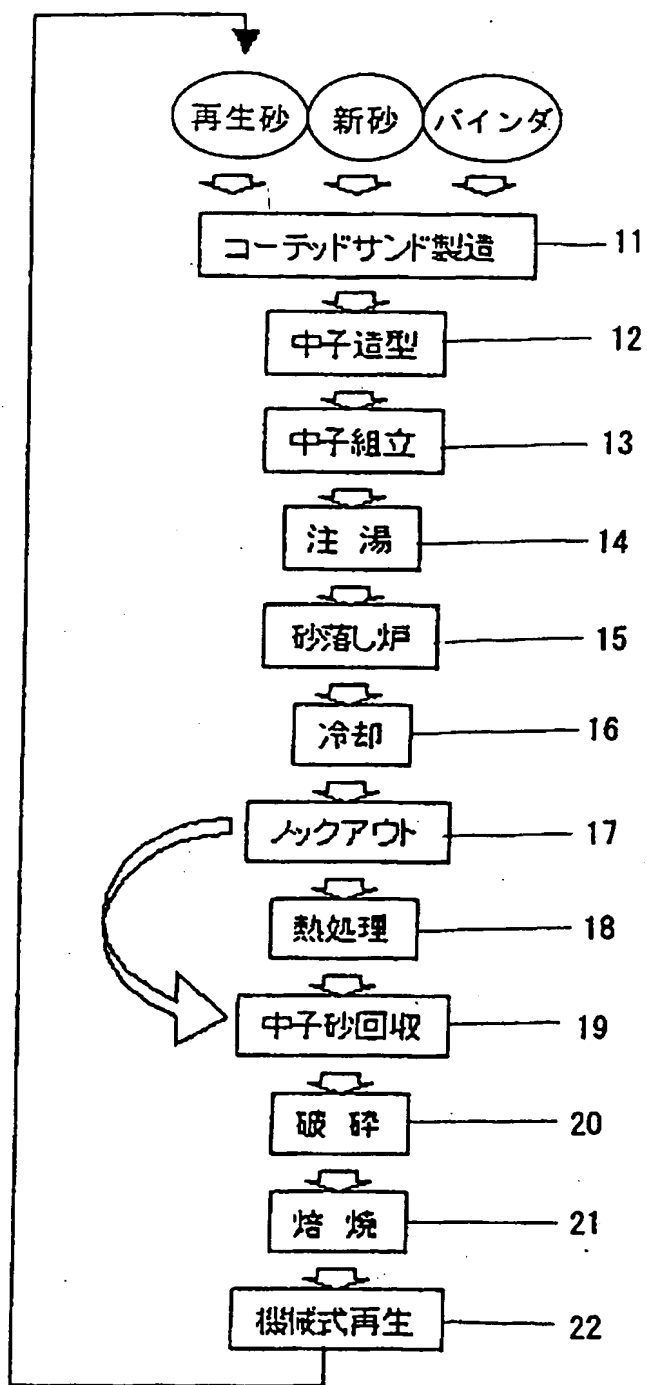 再生砂 新砂 バインダ
コーテッドサンド製造 11
中子造型 12
中子組立 13
注湯 14
砂落し炉 15
冷却 16
ノックアウト 17
熱処理 18
中子砂回収 19
破砕 20
焙焼 21
機械式再生 22